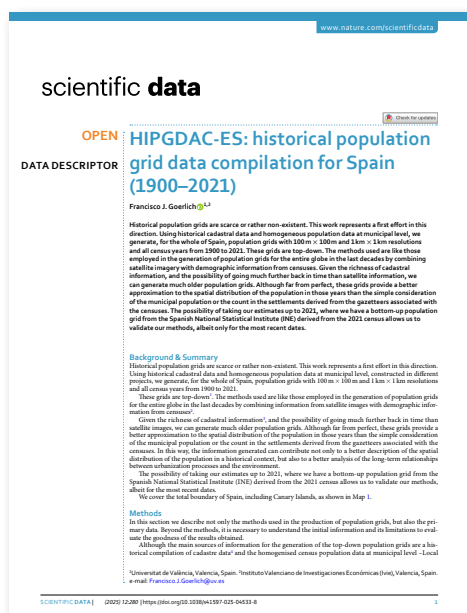 www.nature.com/scientificdata
scientific data
Check for updates
OPEN
DATA DESCRIPTOR
HIPGDAC-ES: historical population
grid data compilation for Spain
(1900–2021)
Francisco J. Goerlich 1,2
Historical population grids are scarce or rather non-existent. This work represents a first effort in this
direction. Using historical cadastral data and homogeneous population data at municipal level, we
generate, for the whole of Spain, population grids with 100 m × 100 m and 1 km × 1 km resolutions
and all census years from 1900 to 2021. These grids are top-down. The methods used are like those
employed in the generation of population grids for the entire globe in the last decades by combining
satellite imagery with demographic information from censuses. Given the richness of cadastral
information, and the possibility of going much further back in time than satellite information, we
can generate much older population grids. Although far from perfect, these grids provide a better
approximation to the spatial distribution of the population in those years than the simple consideration
of the municipal population or the count in the settlements derived from the gazetteers associated with
the censuses. The possibility of taking our estimates up to 2021, where we have a bottom-up population
grid from the Spanish National Statistical Institute (INE) derived from the 2021 census allows us to
validate our methods, albeit only for the most recent dates.
Background & Summary
Historical population grids are scarce or rather non-existent. This work represents a first effort in this direction.
Using historical cadastral data and homogeneous population data at municipal level, constructed in different
projects, we generate, for the whole of Spain, population grids with 100 m × 100 m and 1 km × 1 km resolutions
and all census years from 1900 to 2021.
These grids are top-down1. The methods used are like those employed in the generation of population grids
for the entire globe in the last decades by combining information from satellite images with demographic infor-
mation from censuses2.
Given the richness of cadastral information3, and the possibility of going much further back in time than
satellite images, we can generate much older population grids. Although far from perfect, these grids provide a
better approximation to the spatial distribution of the population in those years than the simple consideration
of the municipal population or the count in the settlements derived from the gazetteers associated with the
censuses. In this way, the information generated can contribute not only to a better description of the spatial
distribution of the population in a historical context, but also to a better analysis of the long-term relationships
between urbanization processes and the environment.
The possibility of taking our estimates up to 2021, where we have a bottom-up population grid from the
Spanish National Statistical Institute (INE) derived from the 2021 census allows us to validate our methods,
albeit for the most recent dates.
We cover the total boundary of Spain, including Canary Islands, as shown in Map 1.
Methods
In this section we describe not only the methods used in the production of population grids, but also the pri-
mary data. Beyond the methods, it is necessary to understand the initial information and its limitations to eval-
uate the goodness of the results obtained.
Although the main sources of information for the generation of the top-down population grids are a his-
torical compilation of cadastre data4 and the homogenised census population data at municipal level –Local
1Universitat de València, Valencia, Spain. 2Instituto Valenciano de Investigaciones Económicas (Ivie), Valencia, Spain.
e-mail: Francisco.J.Goerlich@uv.es
SCIENTIFIC DATA | (2025) 12:280 | https://doi.org/10.1038/s41597-025-04533-8 1